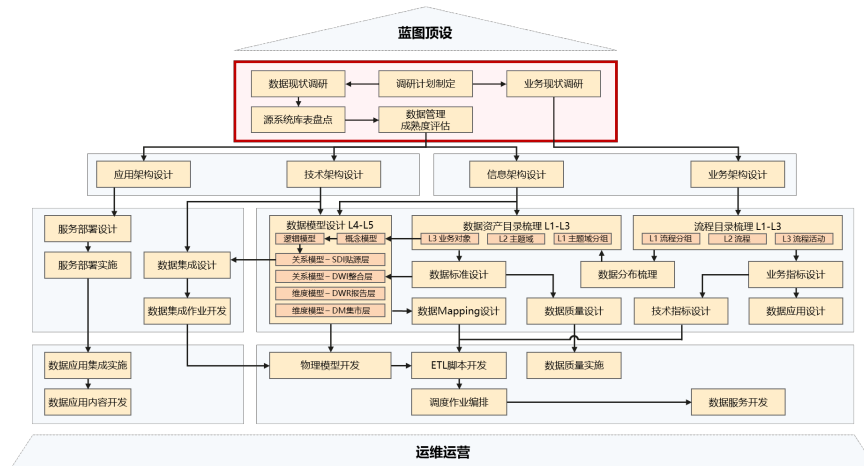 蓝图顶设
数据现状调研
调研计划制定
业务现状调研
源系统库表盘点
数据管理
成熟度评估
应用架构设计
技术架构设计
信息架构设计
业务架构设计
服务部署设计
服务部署实施
数据集成设计
数据集成作业开发
数据模型设计 L4-L5
逻辑模型
概念模型
关系模型 – SDI贴源层
关系模型 – DWI整合层
维度模型 – DWR报告层
维度模型 – DM集市层
数据资产目录梳理 L1-L3
L3 业务对象
L2 主题域
L1 主题域分组
流程目录梳理 L1-L3
L1 流程分组
L2 流程
L3 流程活动
数据标准设计
数据分布梳理
业务指标设计
数据Mapping设计
数据质量设计
技术指标设计
数据应用设计
数据应用集成实施
数据应用内容开发
物理模型开发
ETL脚本开发
数据质量实施
调度作业编排
数据服务开发
运维运营